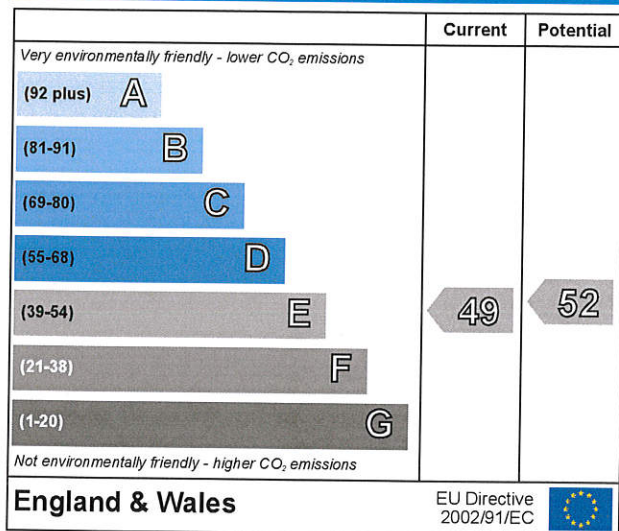 Current Potential
Very environmentally friendly - lower CO₂ emissions
(92 plus) A
(81-91) B
(69-80) C
(55-68) D
(39-54) E 49 52
(21-38) F
(1-20) G
Not environmentally friendly - higher CO₂ emissions
England & Wales
EU Directive
2002/91/EC